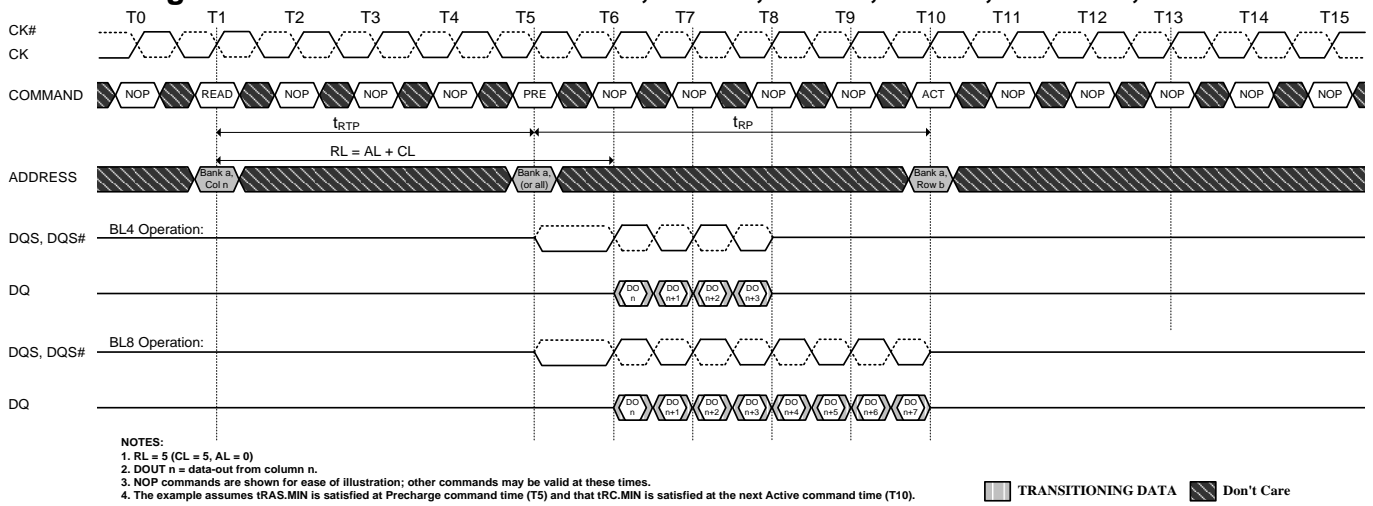 T0 T1 T2 T3 T4 T5 T6 T7 T8 T9 T10 T11 T12 T13 T14 T15
CK#
CK
COMMAND NOP READ NOP NOP NOP PRE NOP NOP NOP NOP ACT NOP NOP NOP NOP NOP
tRTP tRP
RL = AL + CL
ADDRESS Bank a, Col n Bank a, (or all) Bank a, Row b
BL4 Operation:
DQS, DQS#
DQ DO n DO n+1 DO n+2 DO n+3
BL8 Operation:
DQS, DQS#
DQ DO n DO n+1 DO n+2 DO n+3 DO n+4 DO n+5 DO n+6 DO n+7
NOTES:
1. RL = 5 (CL = 5, AL = 0)
2. DOUT n = data-out from column n.
3. NOP commands are shown for ease of illustration; other commands may be valid at these times.
4. The example assumes tRAS.MIN is satisfied at Precharge command time (T5) and that tRC.MIN is satisfied at the next Active command time (T10).
TRANSITIONING DATA Don't Care